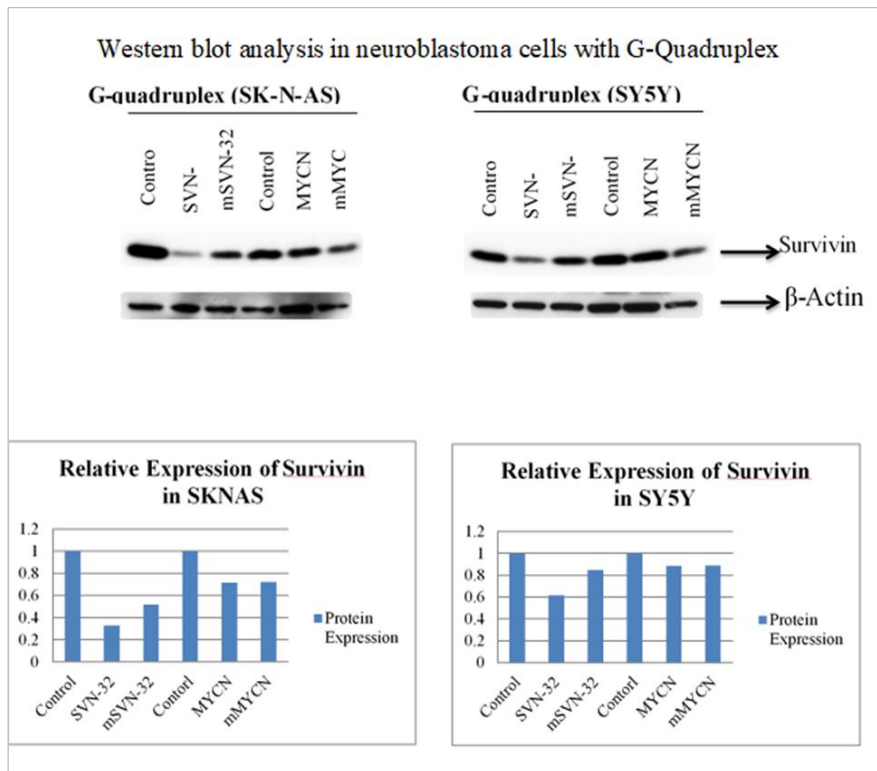 Western blot analysis in neuroblastoma cells with G-Quadruplex
G-quadruplex (SK-N-AS)
Contro
SVN-
mSVN-32
Control
MYCN
mMYC
G-quadruplex (SY5Y)
Contro
SVN-
mSVN-
Control
MYCN
mMYCN
Survivin
β-Actin
Relative Expression of Survivin
in SKNAS
1.2
1
0.8
0.6
0.4
0.2
0
Control
SVN-32
mSVN-32
Contorl
MYCN
mMYCN
Protein
Expression
Relative Expression of Survivin
in SY5Y
1.2
1
0.8
0.6
0.4
0.2
0
Control
SVN-32
mSVN-32
Contorl
MYCN
mMYCN
Protein
Expression